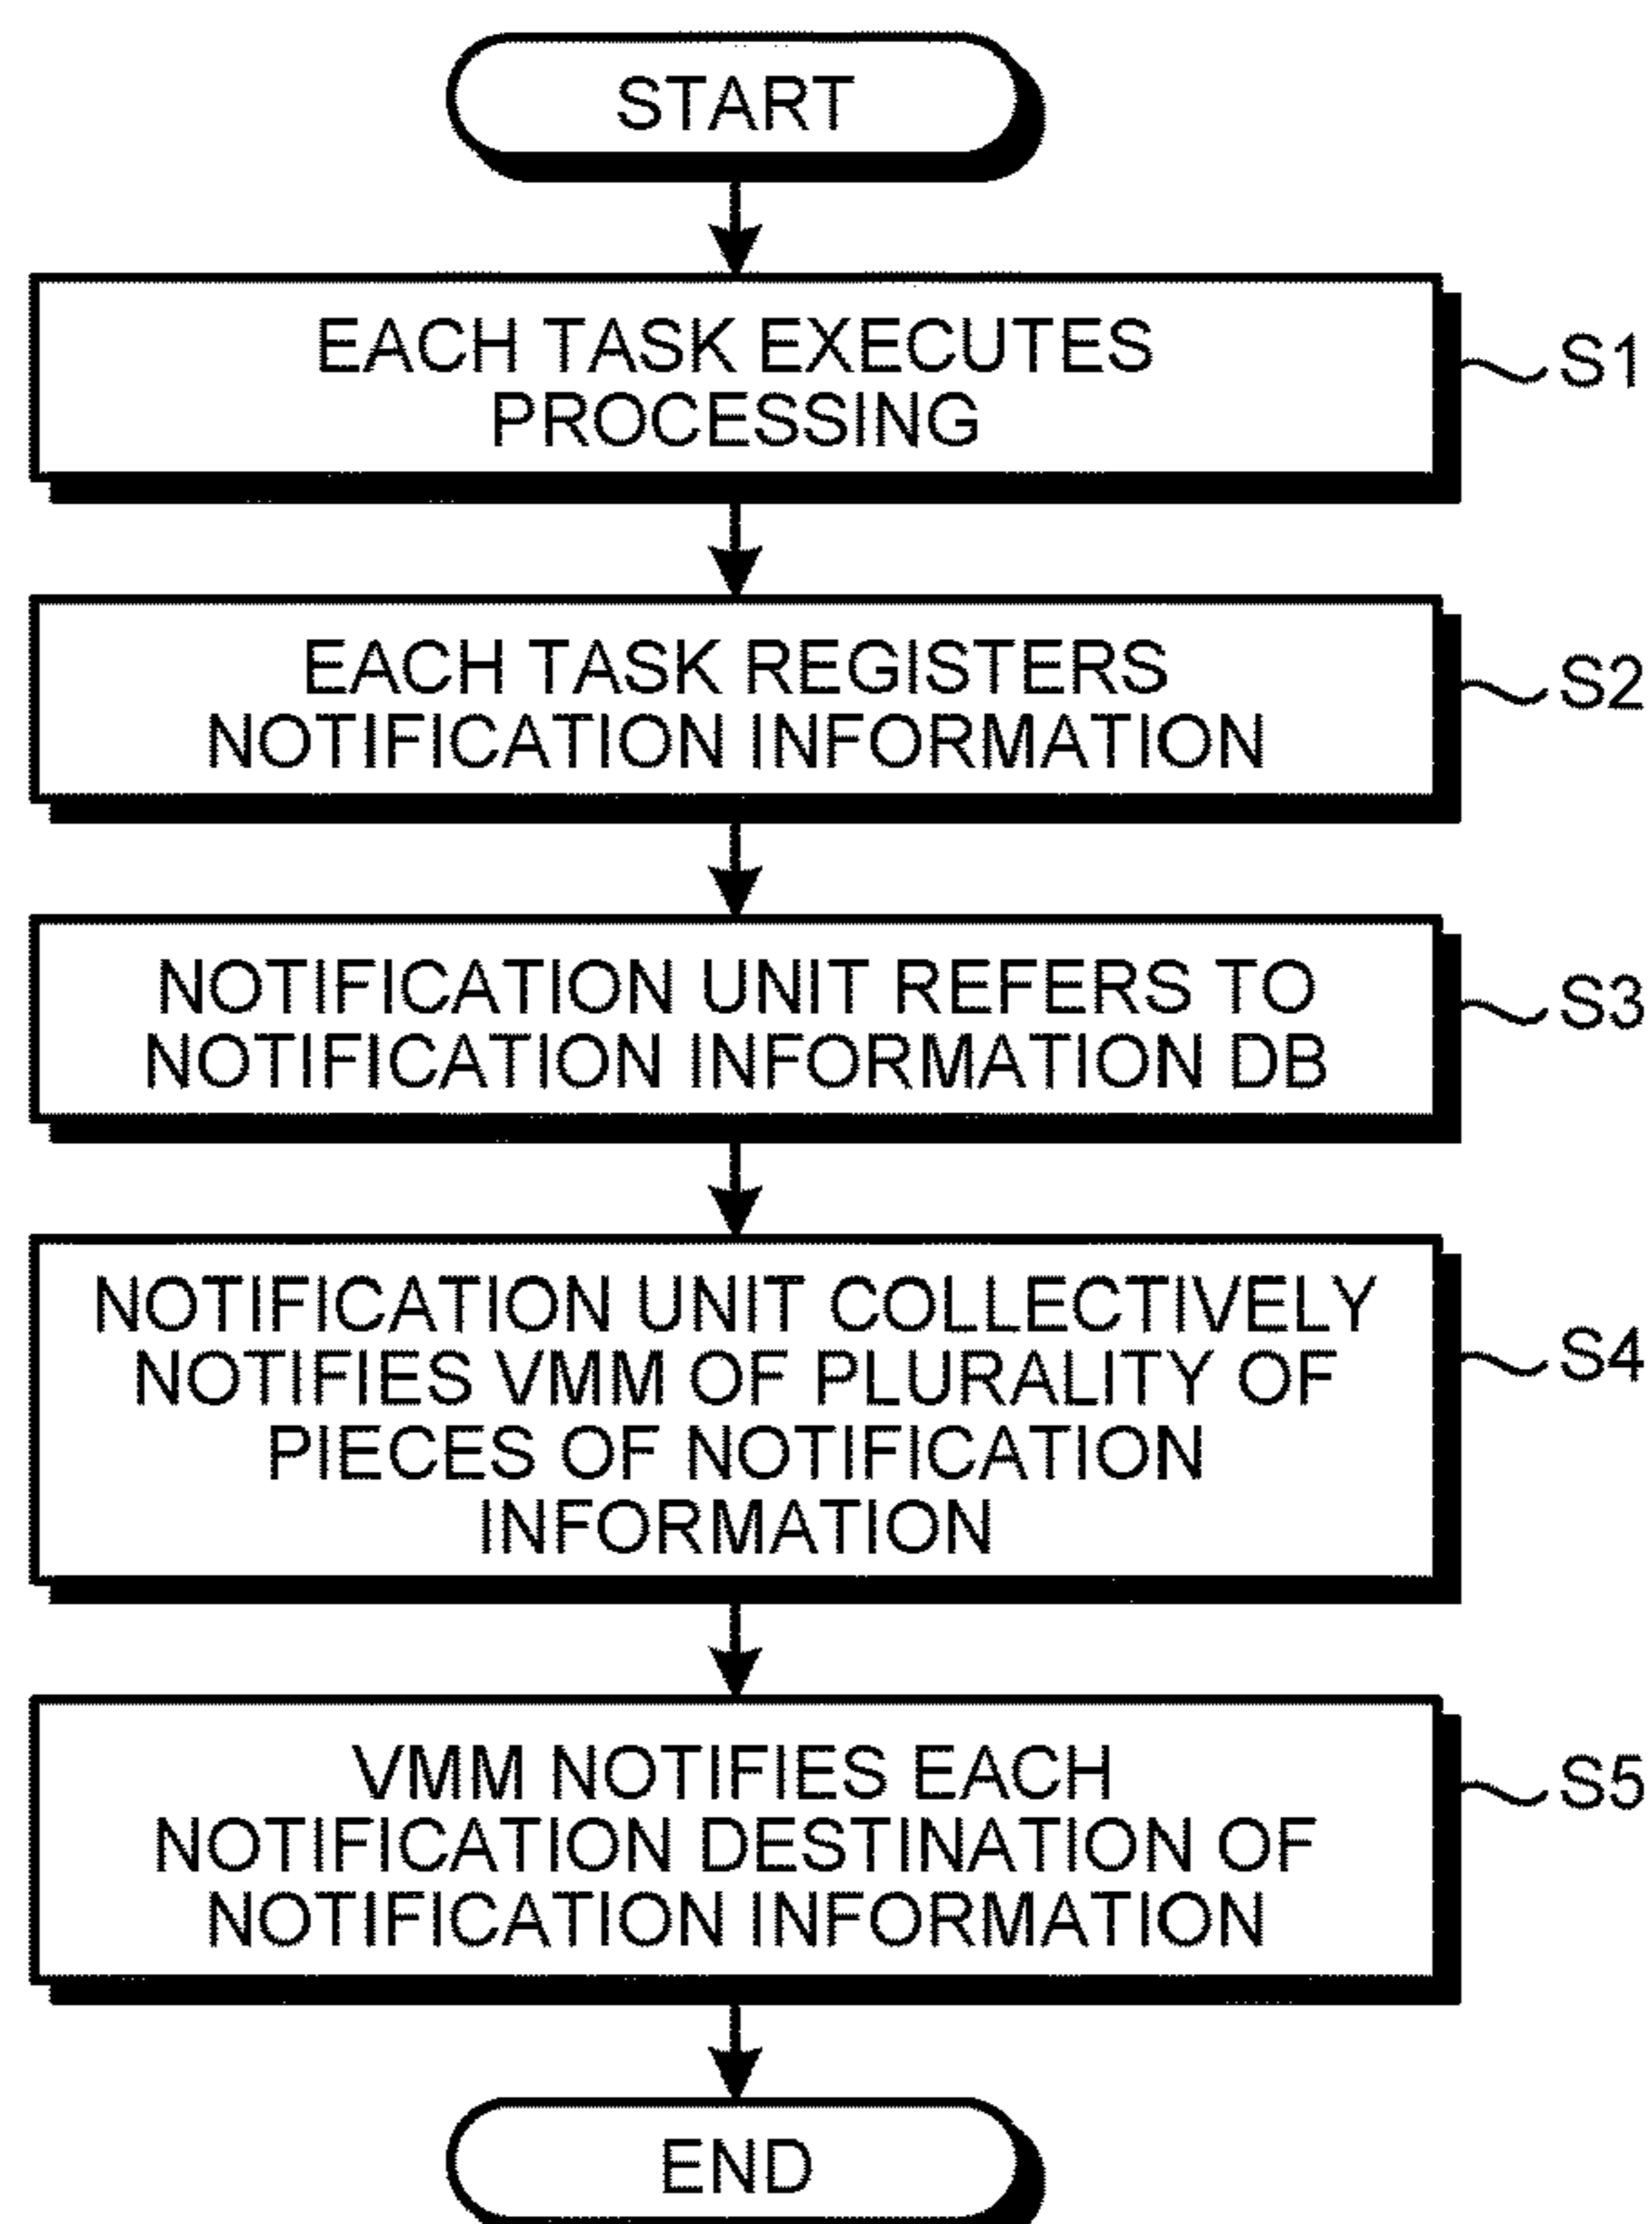 START
EACH TASK EXECUTES
PROCESSING
S1
EACH TASK REGISTERS
NOTIFICATION INFORMATION
S2
NOTIFICATION UNIT REFERS TO
NOTIFICATION INFORMATION DB
S3
NOTIFICATION UNIT COLLECTIVELY
NOTIFIES VMM OF PLURALITY OF
PIECES OF NOTIFICATION
INFORMATION
S4
VMM NOTIFIES EACH
NOTIFICATION DESTINATION OF
NOTIFICATION INFORMATION
S5
END